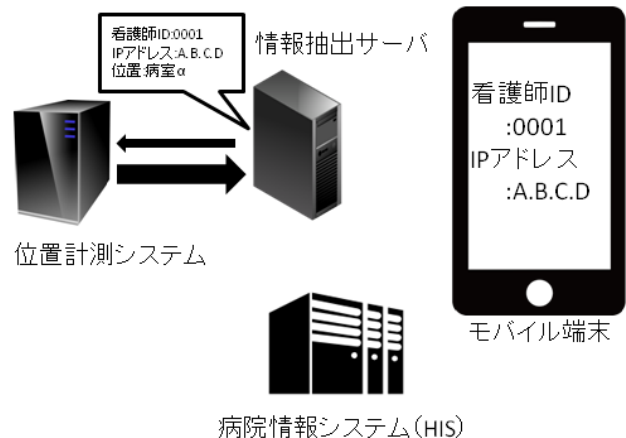 看護師ID:0001
IPアドレス:A.B.C.D
位置:病室α
情報抽出サーバ
看護師ID
:0001
IPアドレス
:A.B.C.D
位置計測システム
モバイル端末
病院情報システム(HIS)